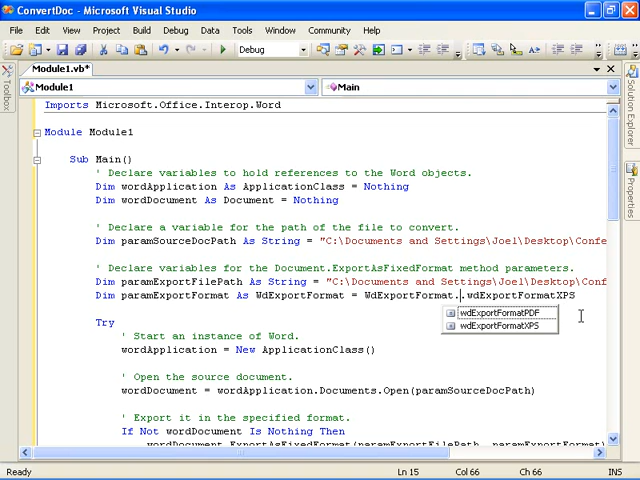 ConvertDoc - Microsoft Visual Studio
File Edit View Project Build Debug Data Tools Window Community Help
Debug
Module1.vb*
Module1 Main
Toolbox
Solution Explorer
Properties
Imports Microsoft.Office.Interop.Word
Module Module1
Sub Main()
' Declare variables to hold references to the Word objects.
Dim wordApplication As ApplicationClass = Nothing
Dim wordDocument As Document = Nothing
' Declare a variable for the path of the file to convert.
Dim paramSourceDocPath As String = "C:\Documents and Settings\Joel\Desktop\Confe
' Declare variables for the Document.ExportAsFixedFormat method parameters.
Dim paramExportFilePath As String = "C:\Documents and Settings\Joel\Desktop\Conf
Dim paramExportFormat As WdExportFormat = WdExportFormat..wdExportFormatXPS
wdExportFormatPDF
wdExportFormatXPS
Try
' Start an instance of Word.
wordApplication = New ApplicationClass()
' Open the source document.
wordDocument = wordApplication.Documents.Open(paramSourceDocPath)
' Export it in the specified format.
If Not wordDocument Is Nothing Then
wordDocument.ExportAsFixedFormat(paramExportFilePath, paramExportFormat,
Ready Ln 15 Col 66 Ch 66 INS